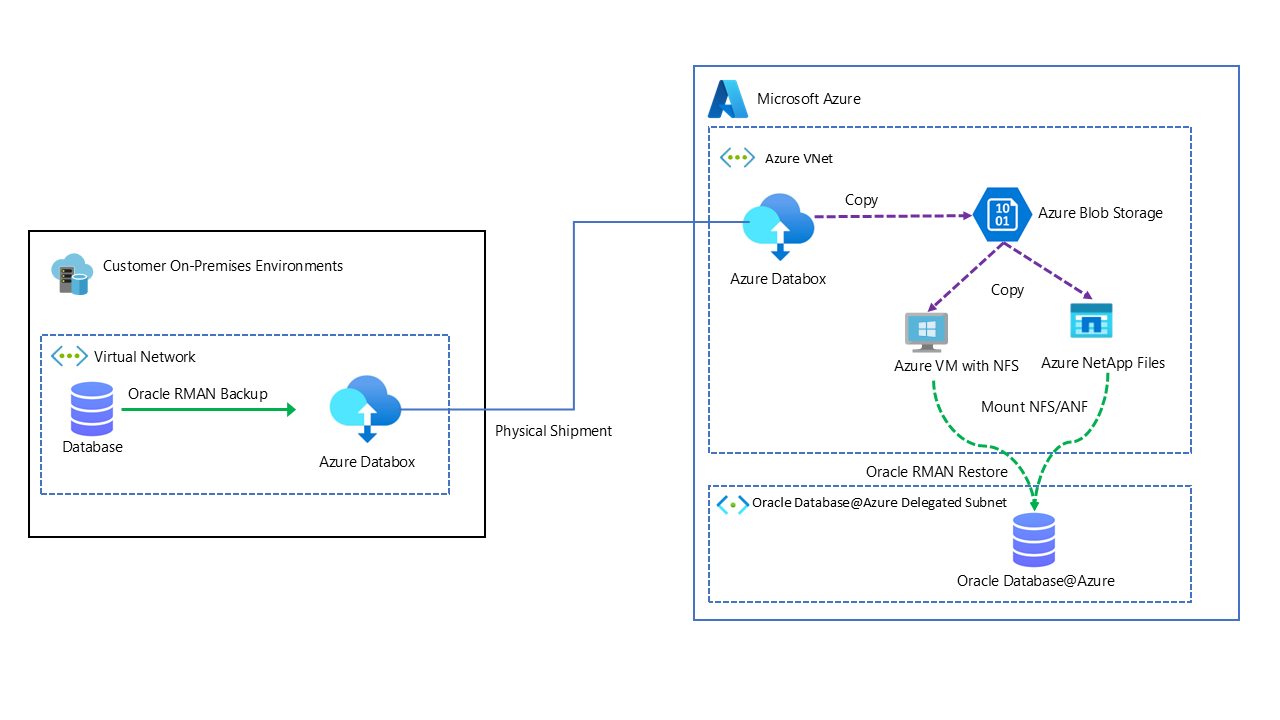 Customer On-Premises Environments
Virtual Network
Oracle RMAN Backup
Database
Azure Databox
Physical Shipment
Microsoft Azure
Azure VNet
Copy
10
01
Azure Blob Storage
Azure Databox
Copy
Azure VM with NFS
Azure NetApp Files
Mount NFS/ANF
Oracle RMAN Restore
Oracle Database@Azure Delegated Subnet
Oracle Database@Azure